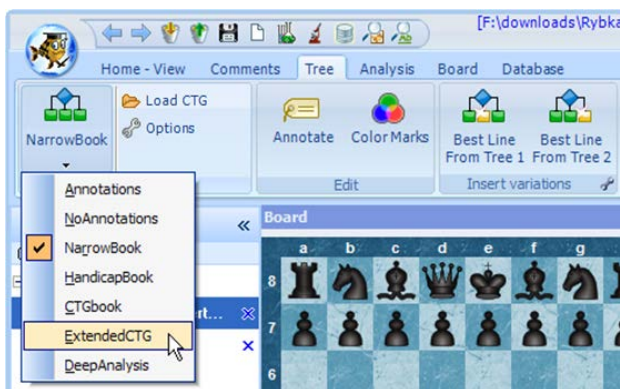 [F:\downloads\Rybka
Home - View Comments Tree Analysis Board Database
NarrowBook
Load CTG
Options
Annotate
Color Marks
Best Line
From Tree 1
Best Line
From Tree 2
Edit
Insert variations
Annotations
NoAnnotations
NarrowBook
HandicapBook
CTGbook
ExtendedCTG
DeepAnalysis
Board
a b c d e f g
8
7
6